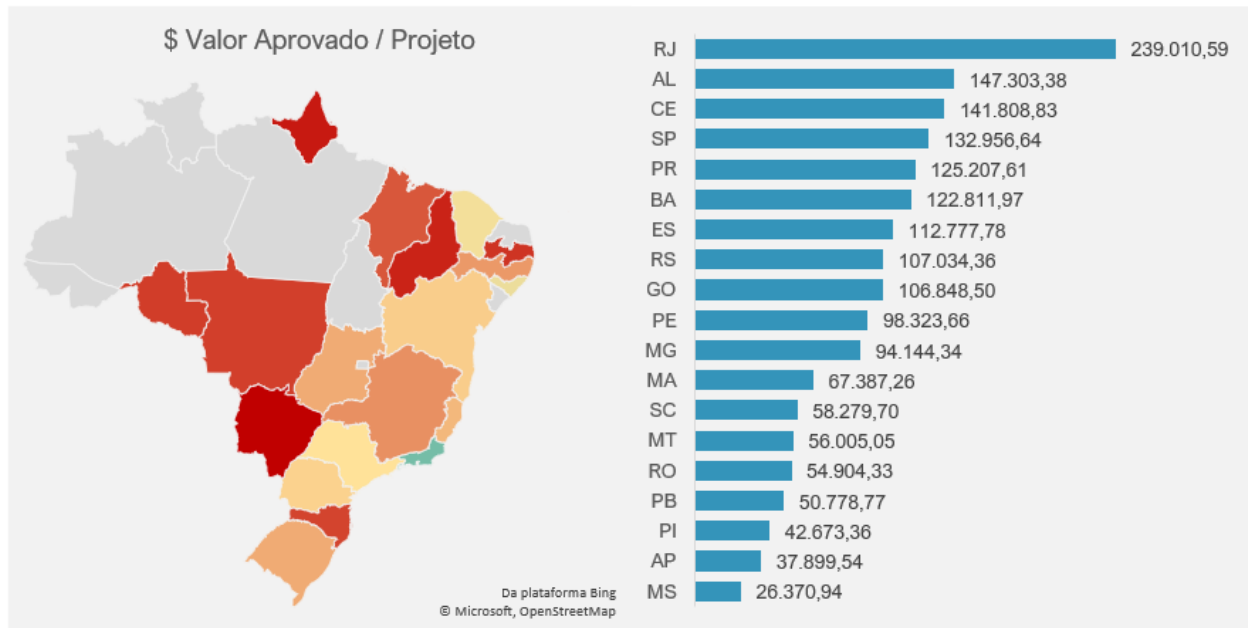 $ Valor Aprovado / Projeto
RJ 239.010,59
AL 147.303,38
CE 141.808,83
SP 132.956,64
PR 125.207,61
BA 122.811,97
ES 112.777,78
RS 107.034,36
GO 106.848,50
PE 98.323,66
MG 94.144,34
MA 67.387,26
SC 58.279,70
MT 56.005,05
RO 54.904,33
PB 50.778,77
PI 42.673,36
AP 37.899,54
MS 26.370,94
Da plataforma Bing
© Microsoft, OpenStreetMap